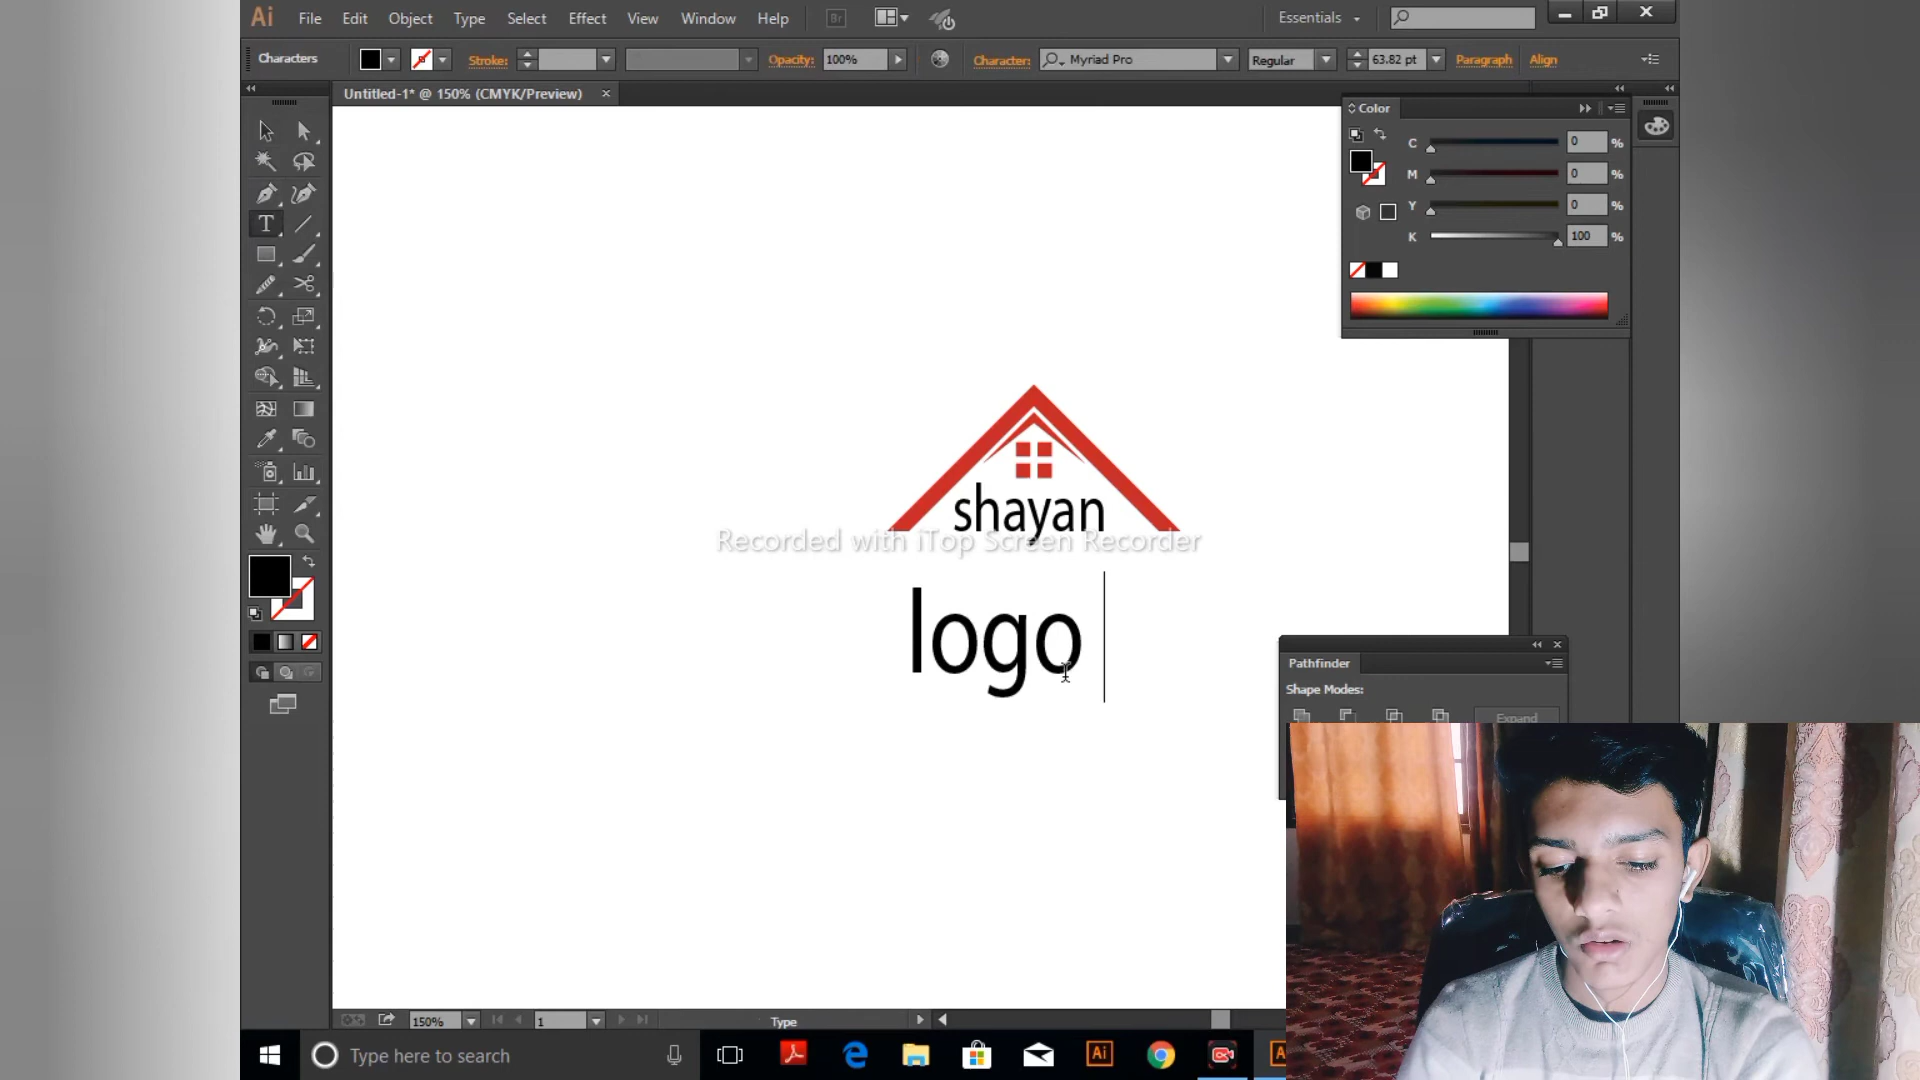 Ai File Edit Object Type Select Effect View Window Help Br Essentials
Characters Stroke: Opacity: 100% Character: Myriad Pro Regular 63.82 pt Paragraph Align
Untitled-1* @ 150% (CMYK/Preview)
Color
C 0 %
M 0 %
Y 0 %
K 100 %
T
shayan
Recorded with iTop Screen Recorder
logo
Pathfinder
Shape Modes:
Expand
150% 1 Type
Type here to search
Ai